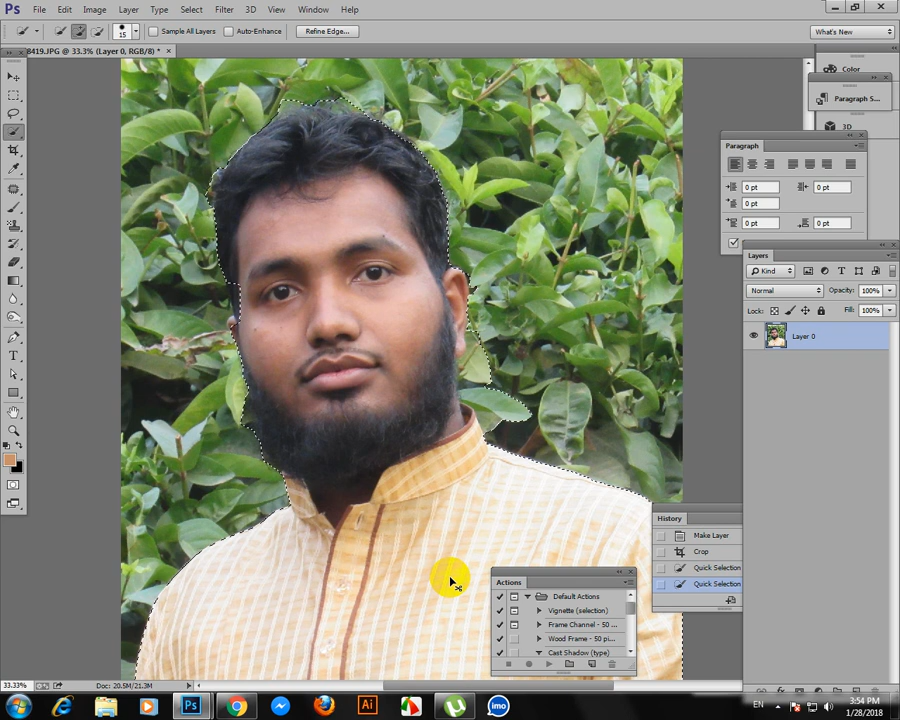 Ps File Edit Image Layer Type Select Filter 3D View Window Help
15 Sample All Layers Auto-Enhance Refine Edge... What's New
8419.JPG @ 33.3% (Layer 0, RGB/8) * ×
Color
Paragraph S...
3D
Paragraph
0 pt 0 pt
0 pt
0 pt 0 pt
Layers
Kind
Normal Opacity: 100%
Lock: Fill: 100%
Layer 0
History
Make Layer
Crop
Quick Selection
Quick Selection
Actions
Default Actions
Vignette (selection)
Frame Channel - 50 ...
Wood Frame - 50 pi...
Cast Shadow (type)
33.33% Doc: 20.5M/21.3M
Ps Ai imo EN 3:54 PM
1/28/2018